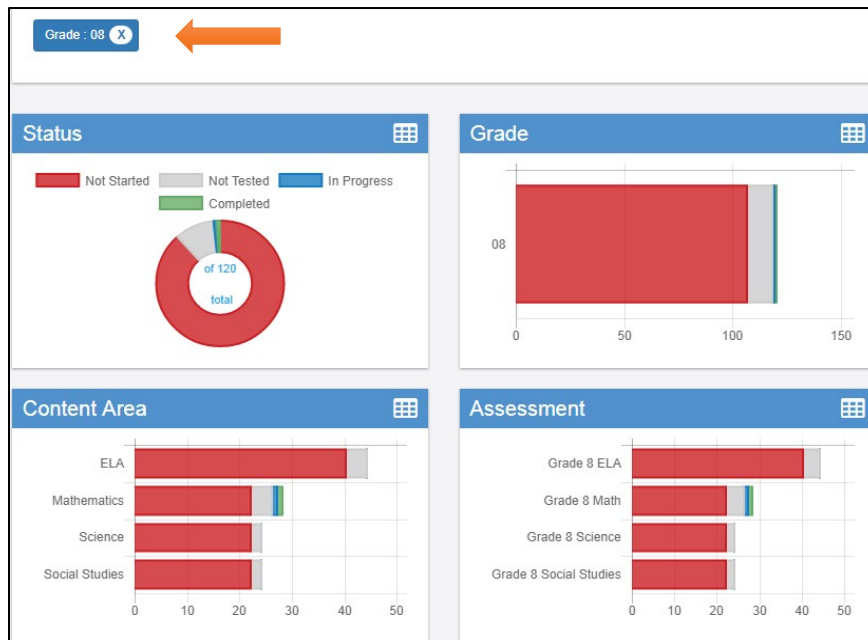 Grade : 08 X
Status
Not Started Not Tested In Progress
Completed
of 120
total
Grade
08
0 50 100 150
Content Area
ELA
Mathematics
Science
Social Studies
0 10 20 30 40 50
Assessment
Grade 8 ELA
Grade 8 Math
Grade 8 Science
Grade 8 Social Studies
0 10 20 30 40 50